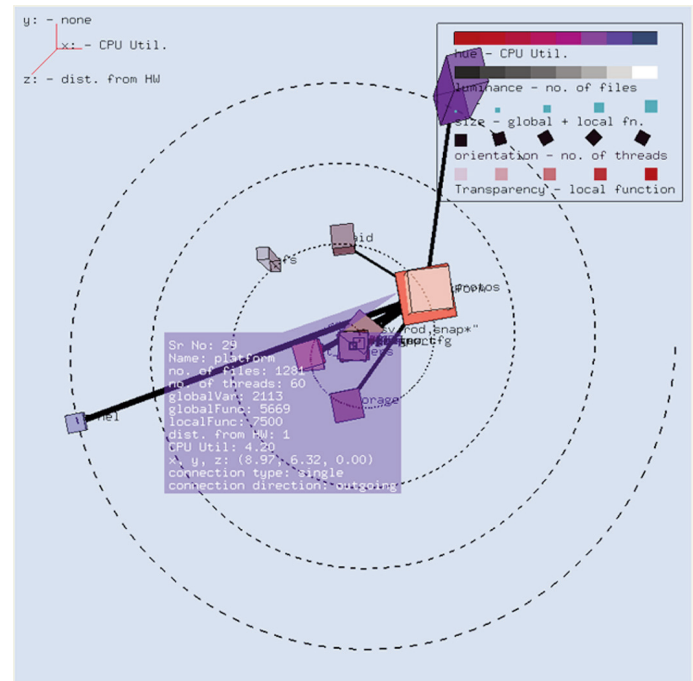 y: - none
x: - CPU Util.
z: - dist. from HW
hue - CPU Util.
luminance - no. of files
size - global + local fn.
orientation - no. of threads
Transparency - local function
Sr No: 29
Name: platform
no. of files: 1281
no. of threads: 60
globalVar: 2113
globalFunc: 5669
localFunc: 7500
dist. from HW: 1
CPU Util: 4.20
x, y, z: (8.97, 6.32, 0.00)
connection type: single
connection direction: outgoing